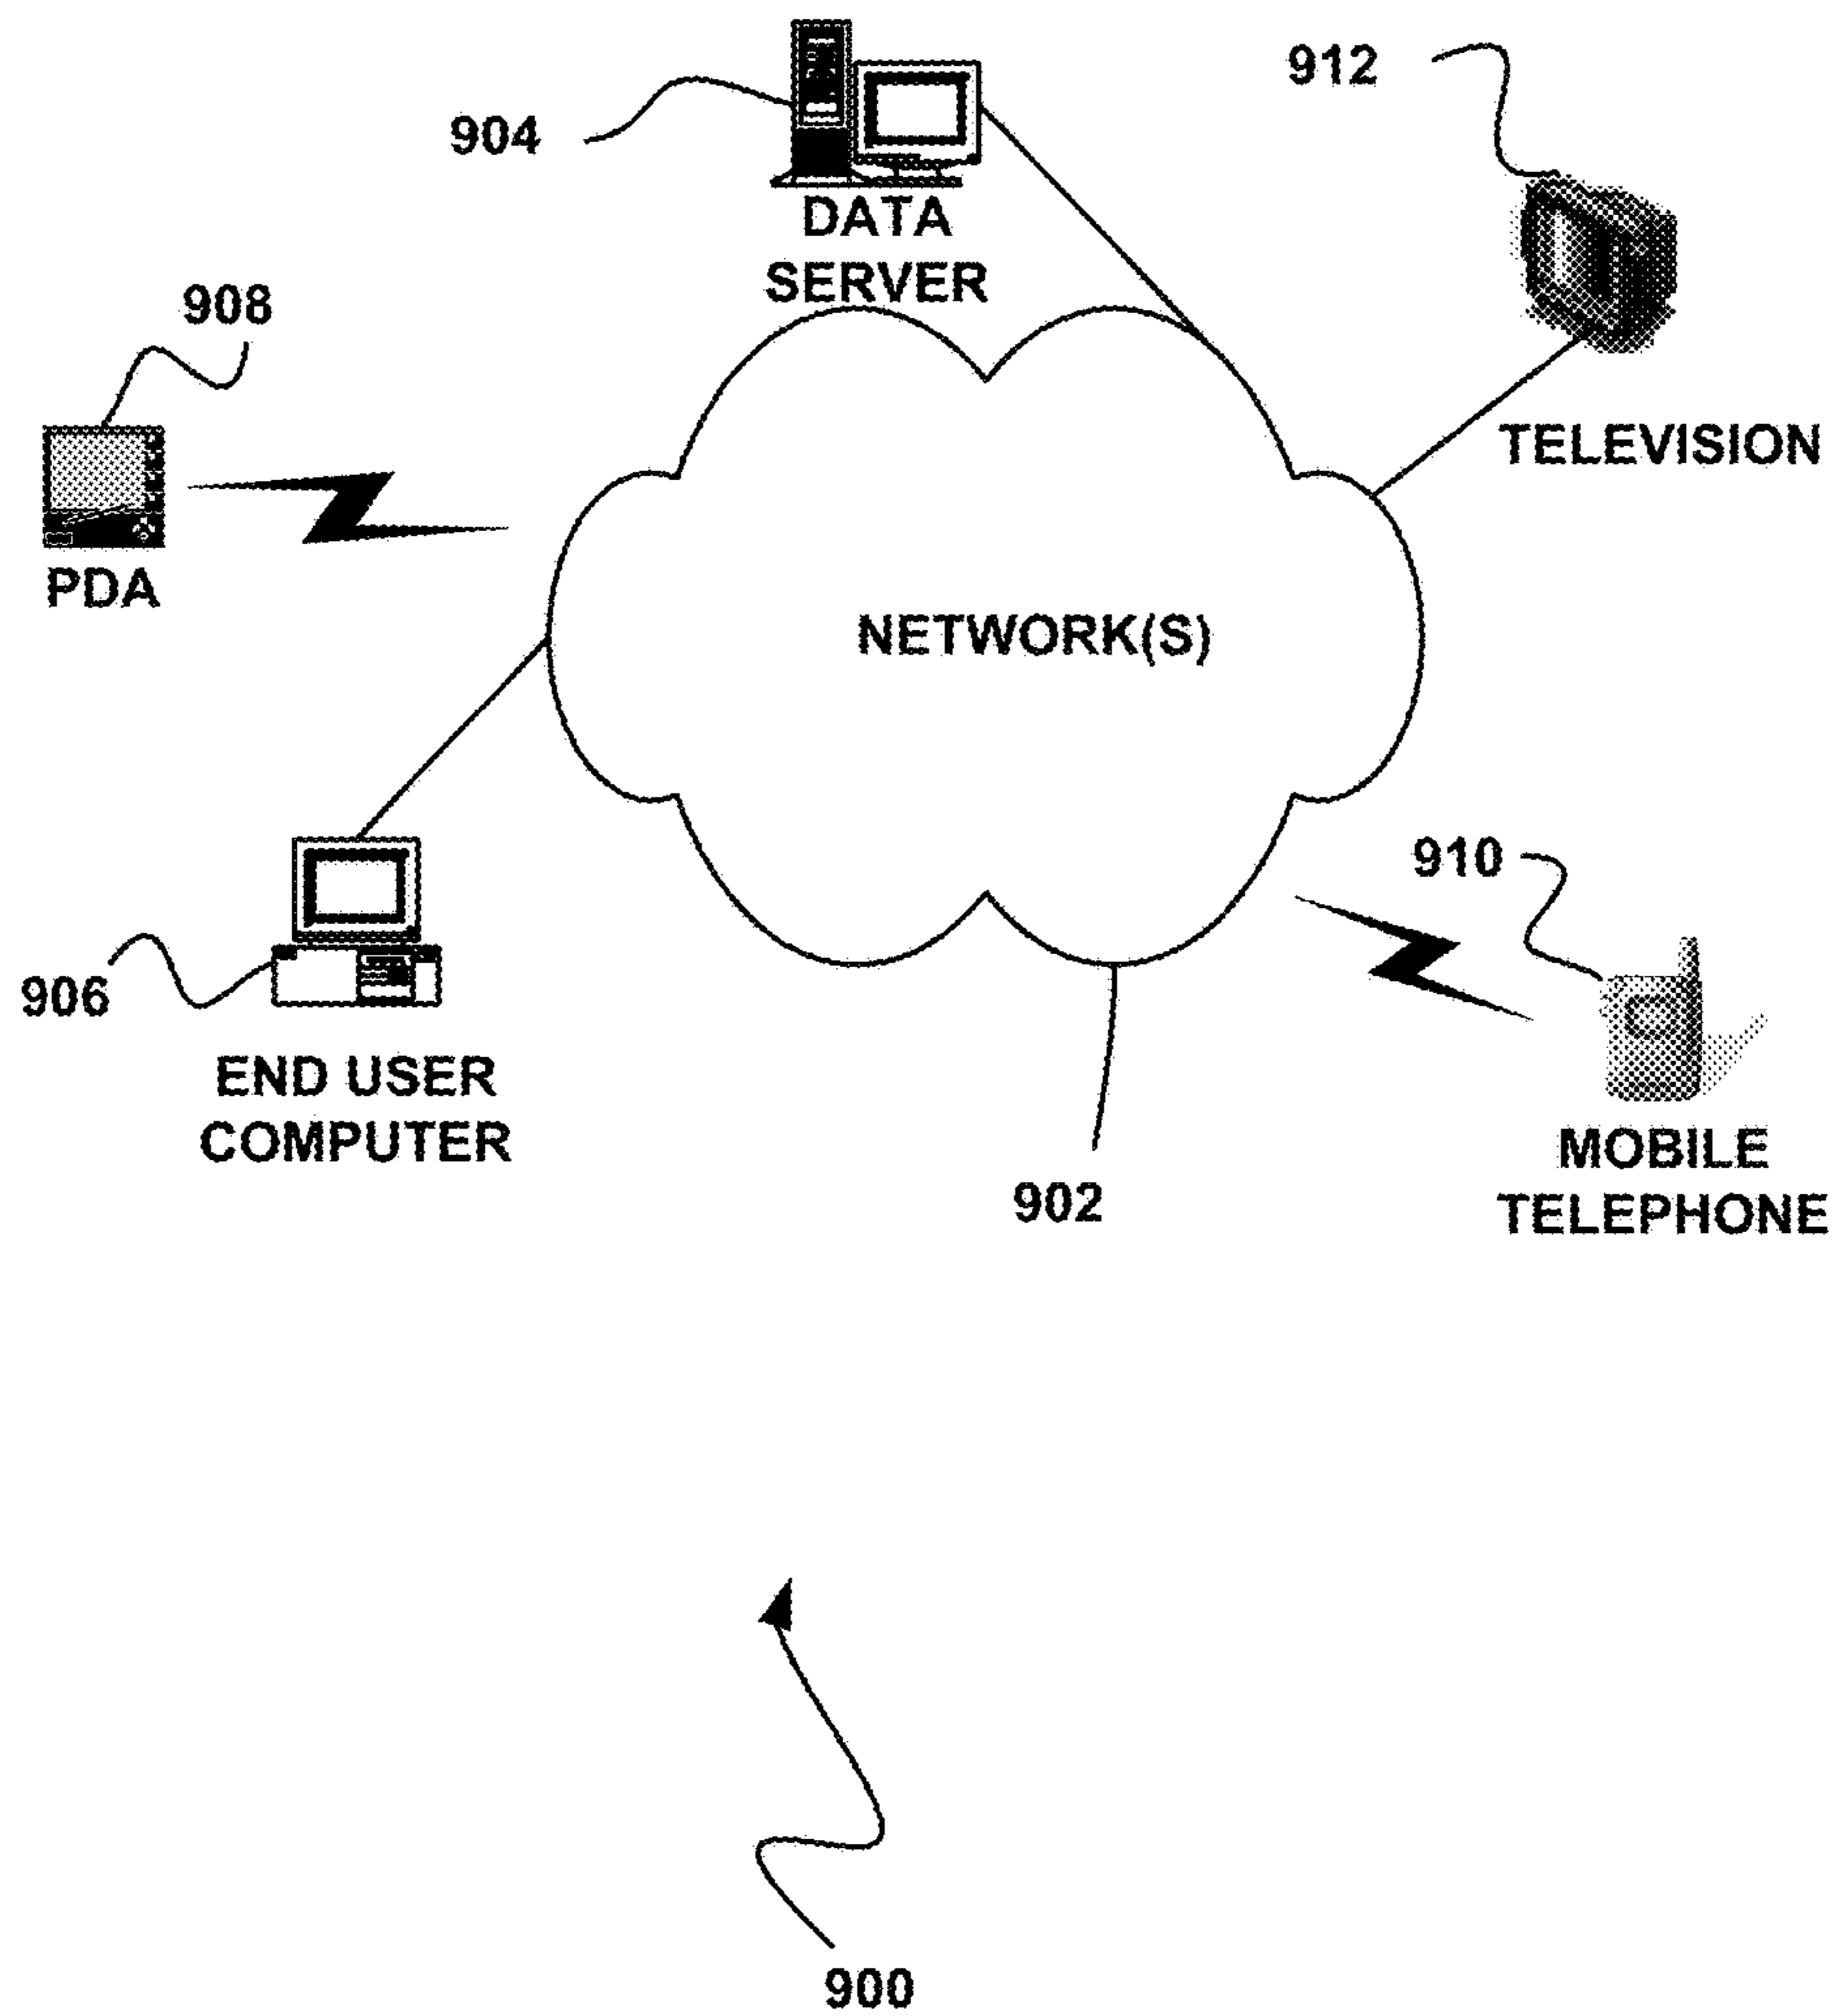 912
904
DATA
SERVER
908
TELEVISION
PDA
NETWORK(S)
910
906
END USER
COMPUTER
902
MOBILE
TELEPHONE
900